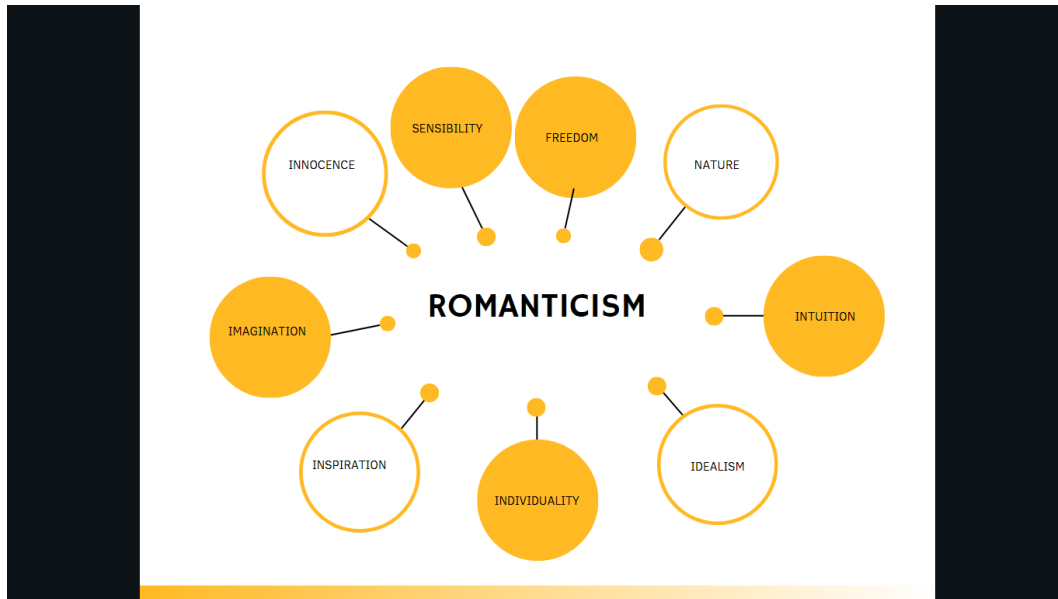 SENSIBILITY
FREEDOM
INNOCENCE
NATURE
ROMANTICISM
IMAGINATION
INTUITION
INSPIRATION
INDIVIDUALITY
IDEALISM